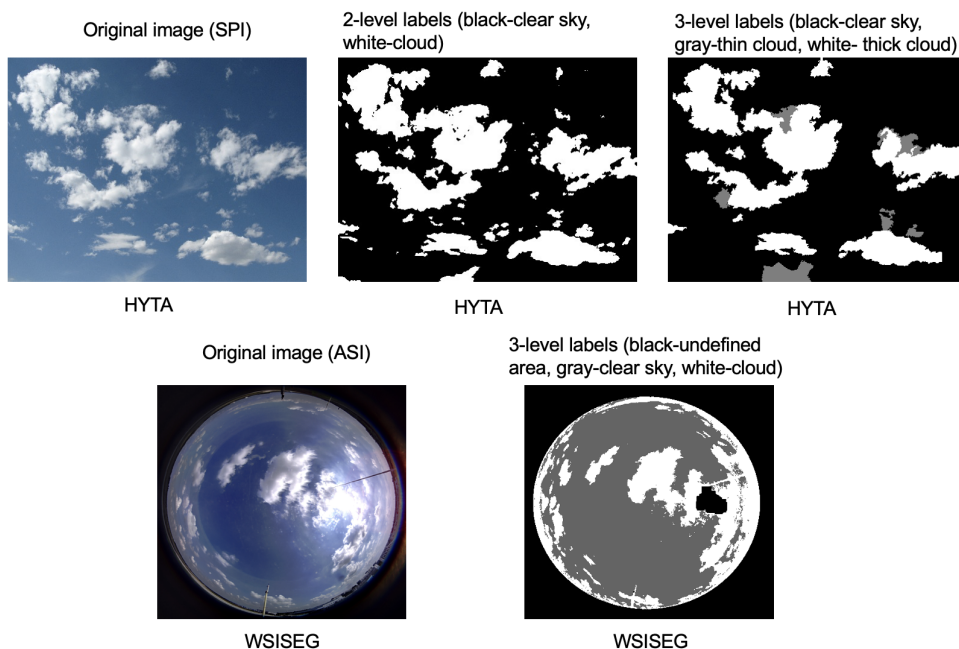 Original image (SPI)
2-level labels (black-clear sky,
white-cloud)
3-level labels (black-clear sky,
gray-thin cloud, white- thick cloud)
HYTA
HYTA
HYTA
Original image (ASI)
3-level labels (black-undefined
area, gray-clear sky, white-cloud)
WSISEG
WSISEG